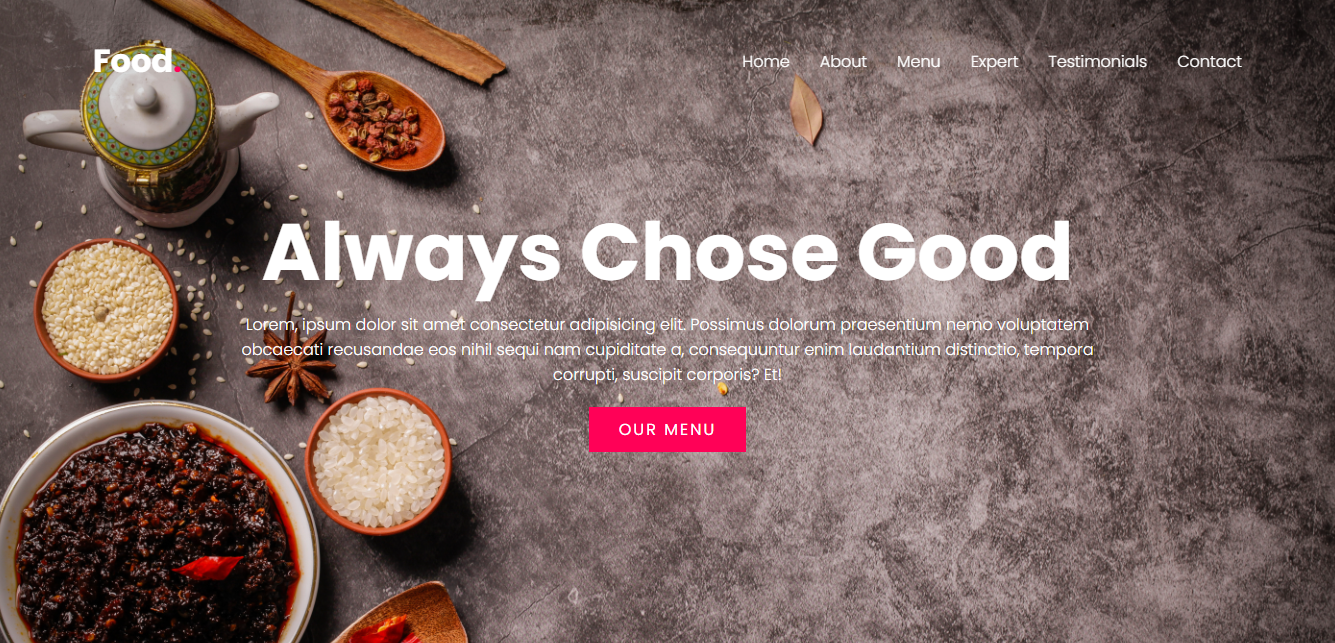 Food.
Home About Menu Expert Testimonials Contact
Always Chose Good
Lorem, ipsum dolor sit amet consectetur adipisicing elit. Possimus dolorum praesentium nemo voluptatem
obcaecati recusandae eos nihil sequi nam cupiditate a, consequuntur enim laudantium distinctio, tempora
corrupti, suscipit corporis? Et!
OUR MENU